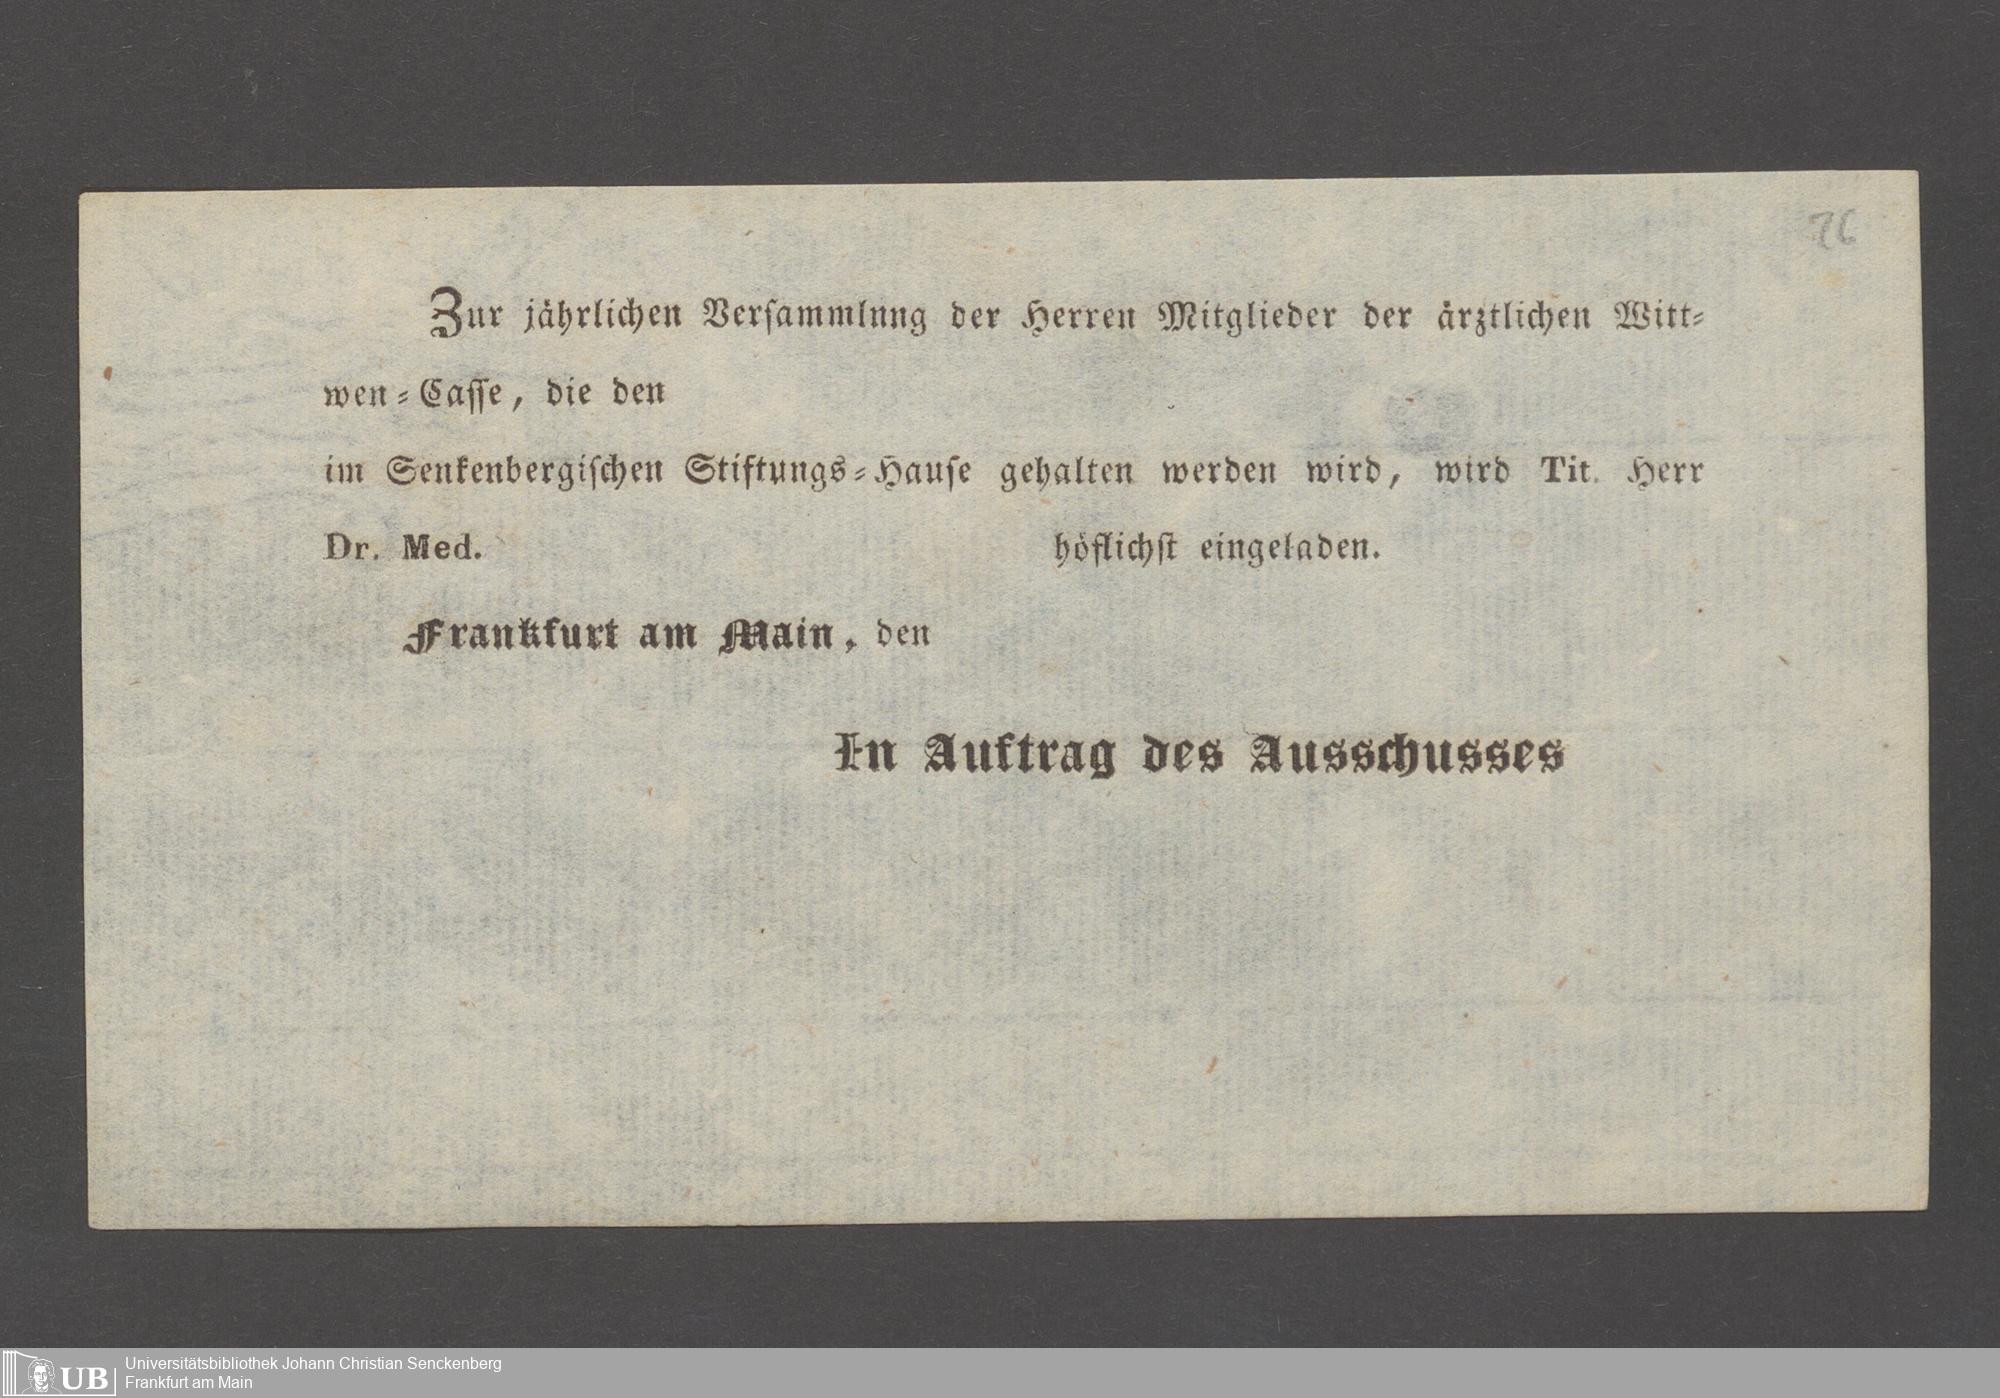 76
Zur jährlichen Versammlnng der Herren Mitglieder der ärztlichen Witt-
wen-Casse, die den
im Senkenbergischen Stiftungs-Hause gehalten werden wird, wird Tit. Herr
Dr. Med. höflichst eingeladen.
Frankfurt am Main, den
In Auftrag des Ausschusses
UB
Universitätsbibliothek Johann Christian Senckenberg
Frankfurt am Main